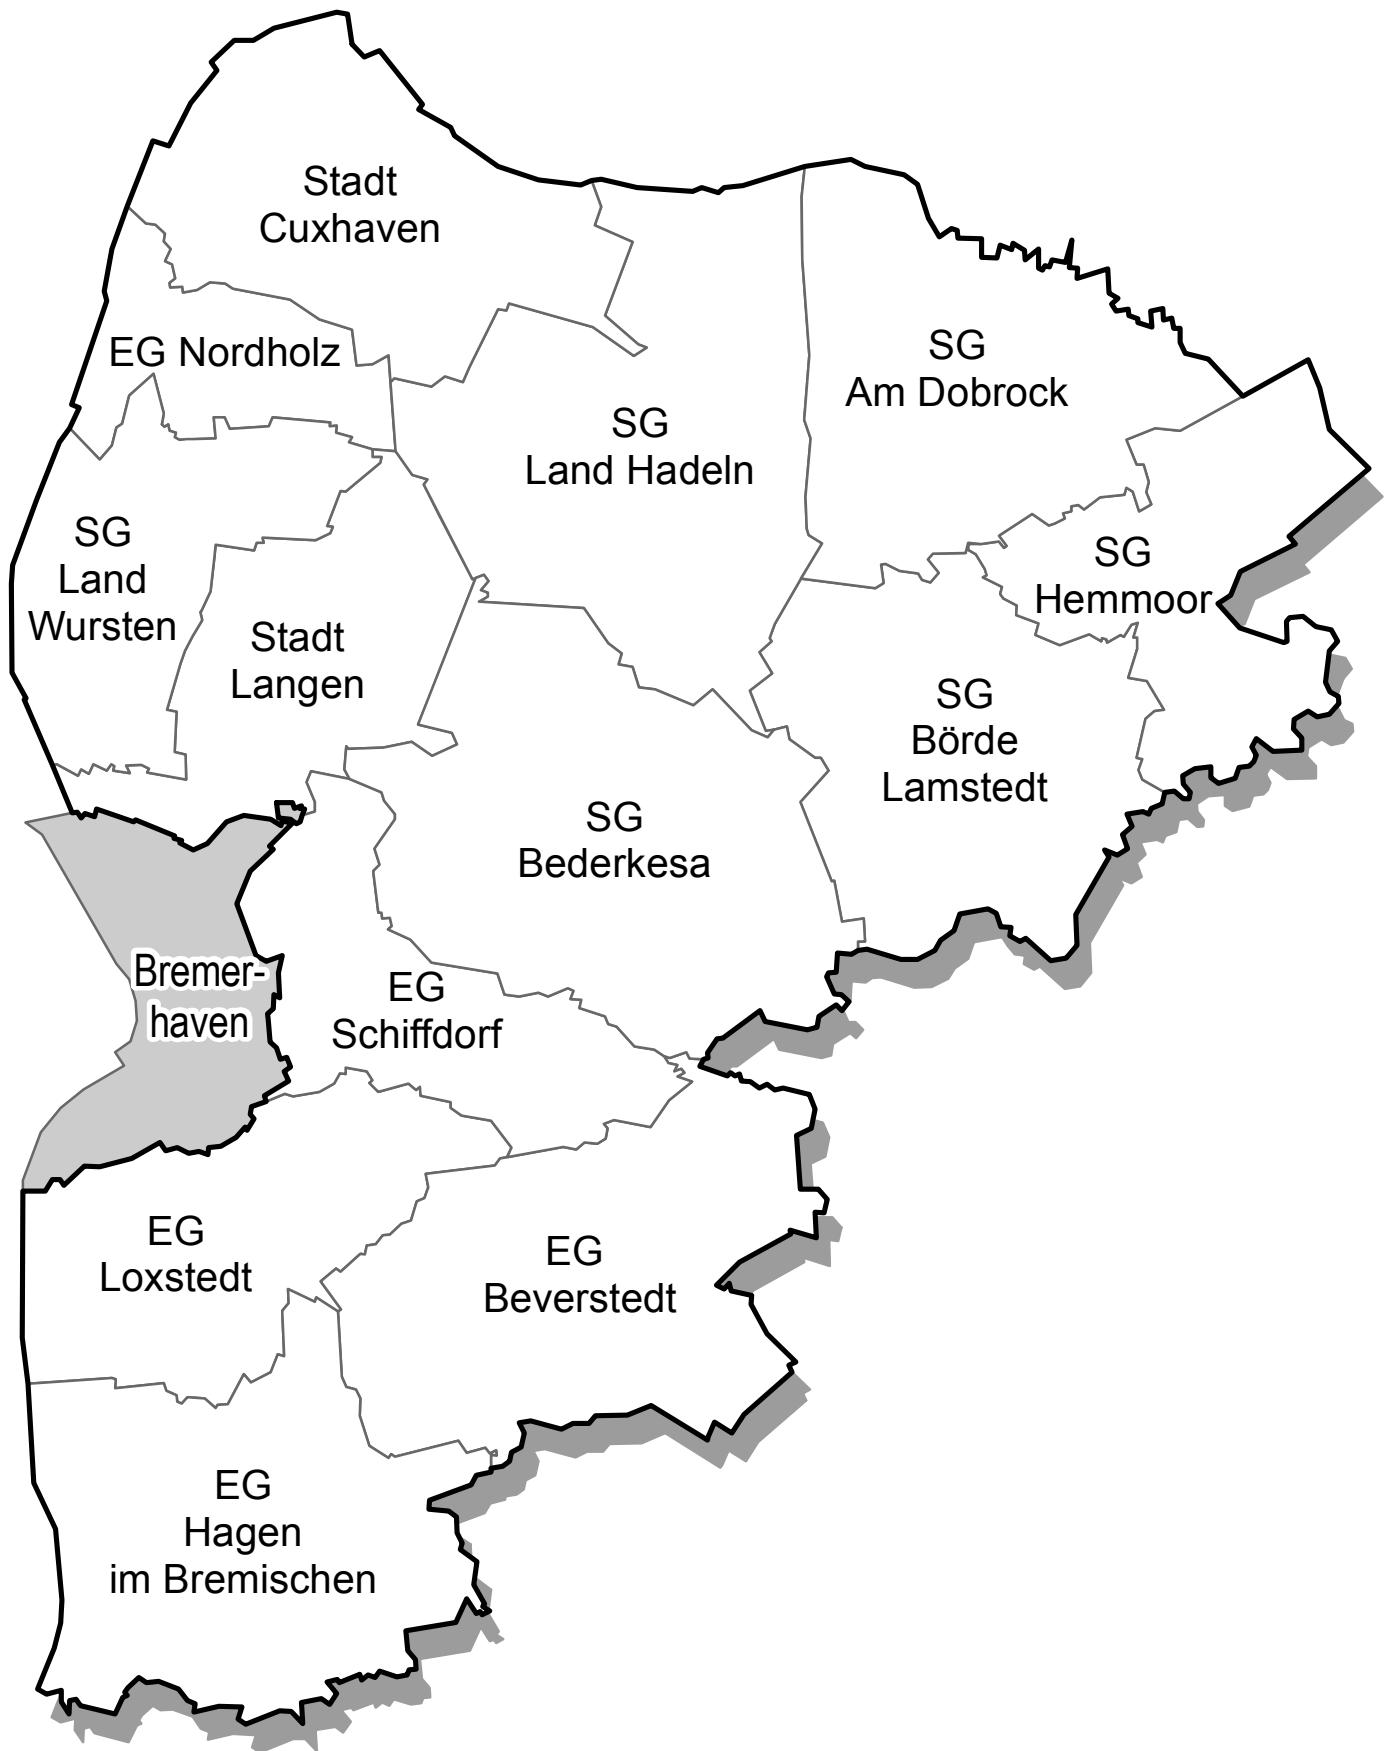 Stadt
Cuxhaven
EG Nordholz
SG
Am Dobrock
SG
Land Hadeln
SG
Land
Wursten
SG
Hemmoor
Stadt
Langen
SG
Börde
Lamstedt
SG
Bederkesa
Bremer-
haven
EG
Schiffdorf
EG
Loxstedt
EG
Beverstedt
EG
Hagen
im Bremischen